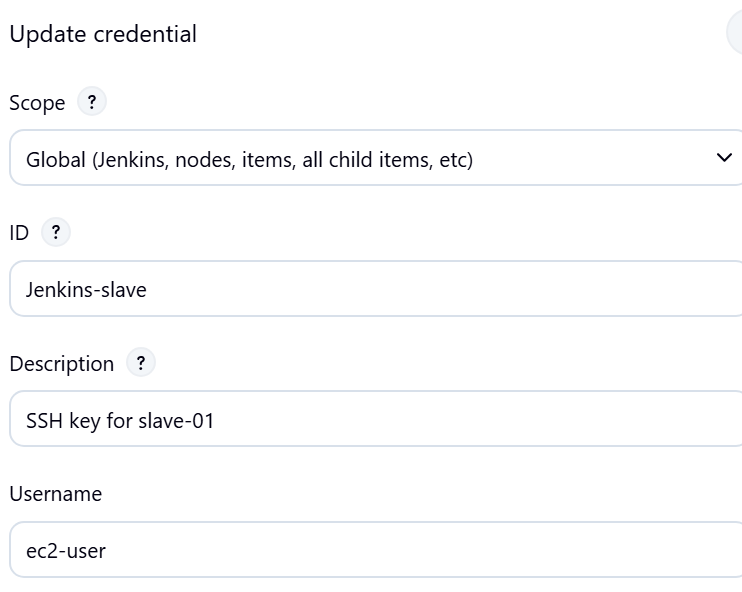 Update credential
Scope ?
Global (Jenkins, nodes, items, all child items, etc)
ID ?
Jenkins-slave
Description ?
SSH key for slave-01
Username
ec2-user